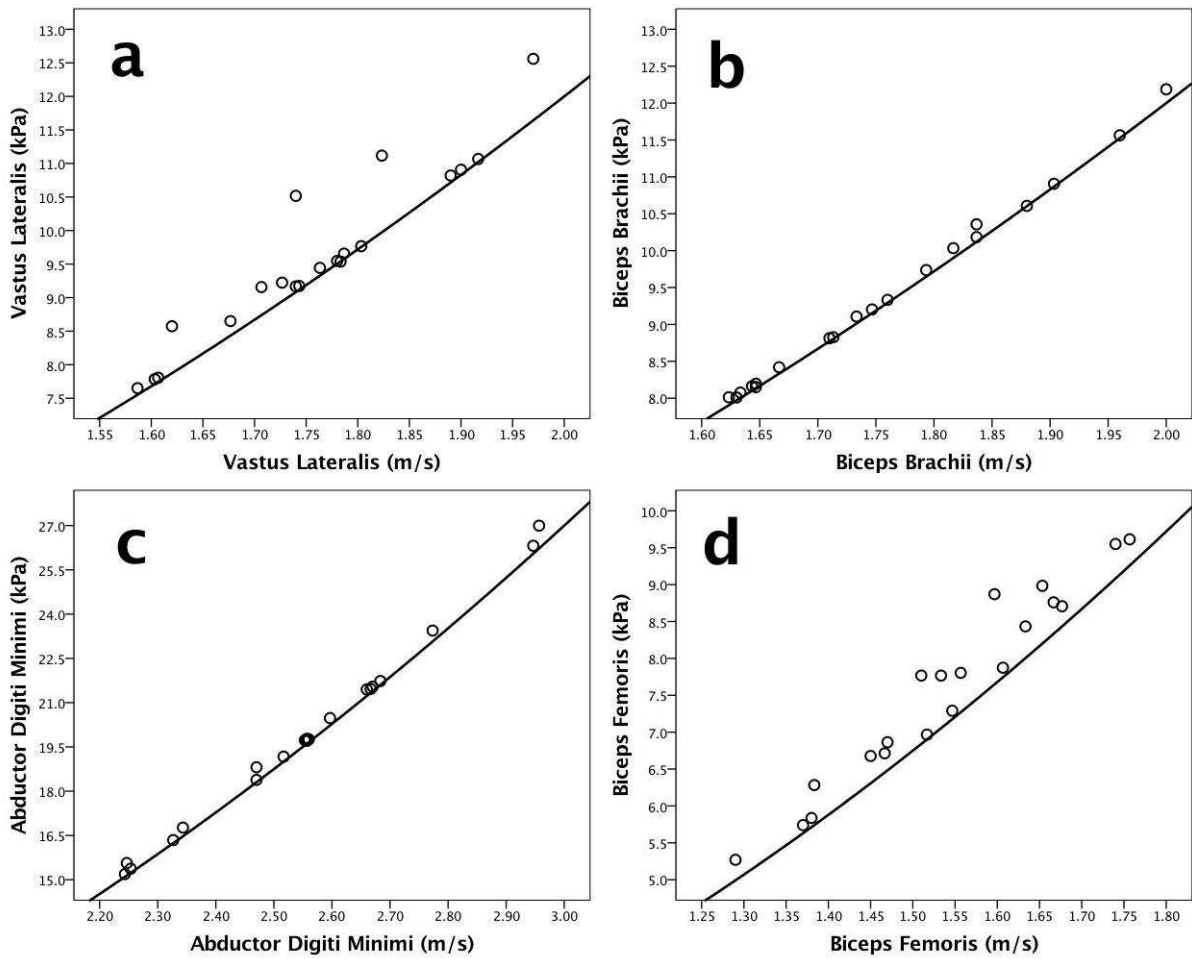 a
Vastus Lateralis (kPa)
13.0
12.5
12.0
11.5
11.0
10.5
10.0
9.5
9.0
8.5
8.0
7.5
1.55 1.60 1.65 1.70 1.75 1.80 1.85 1.90 1.95 2.00
Vastus Lateralis (m/s)
b
Biceps Brachii (kPa)
13.0
12.5
12.0
11.5
11.0
10.5
10.0
9.5
9.0
8.5
8.0
1.60 1.65 1.70 1.75 1.80 1.85 1.90 1.95 2.00
Biceps Brachii (m/s)
c
Abductor Digiti Minimi (kPa)
27.0
25.5
24.0
22.5
21.0
19.5
18.0
16.5
15.0
2.20 2.30 2.40 2.50 2.60 2.70 2.80 2.90 3.00
Abductor Digiti Minimi (m/s)
d
Biceps Femoris (kPa)
10.0
9.5
9.0
8.5
8.0
7.5
7.0
6.5
6.0
5.5
5.0
1.25 1.30 1.35 1.40 1.45 1.50 1.55 1.60 1.65 1.70 1.75 1.80
Biceps Femoris (m/s)